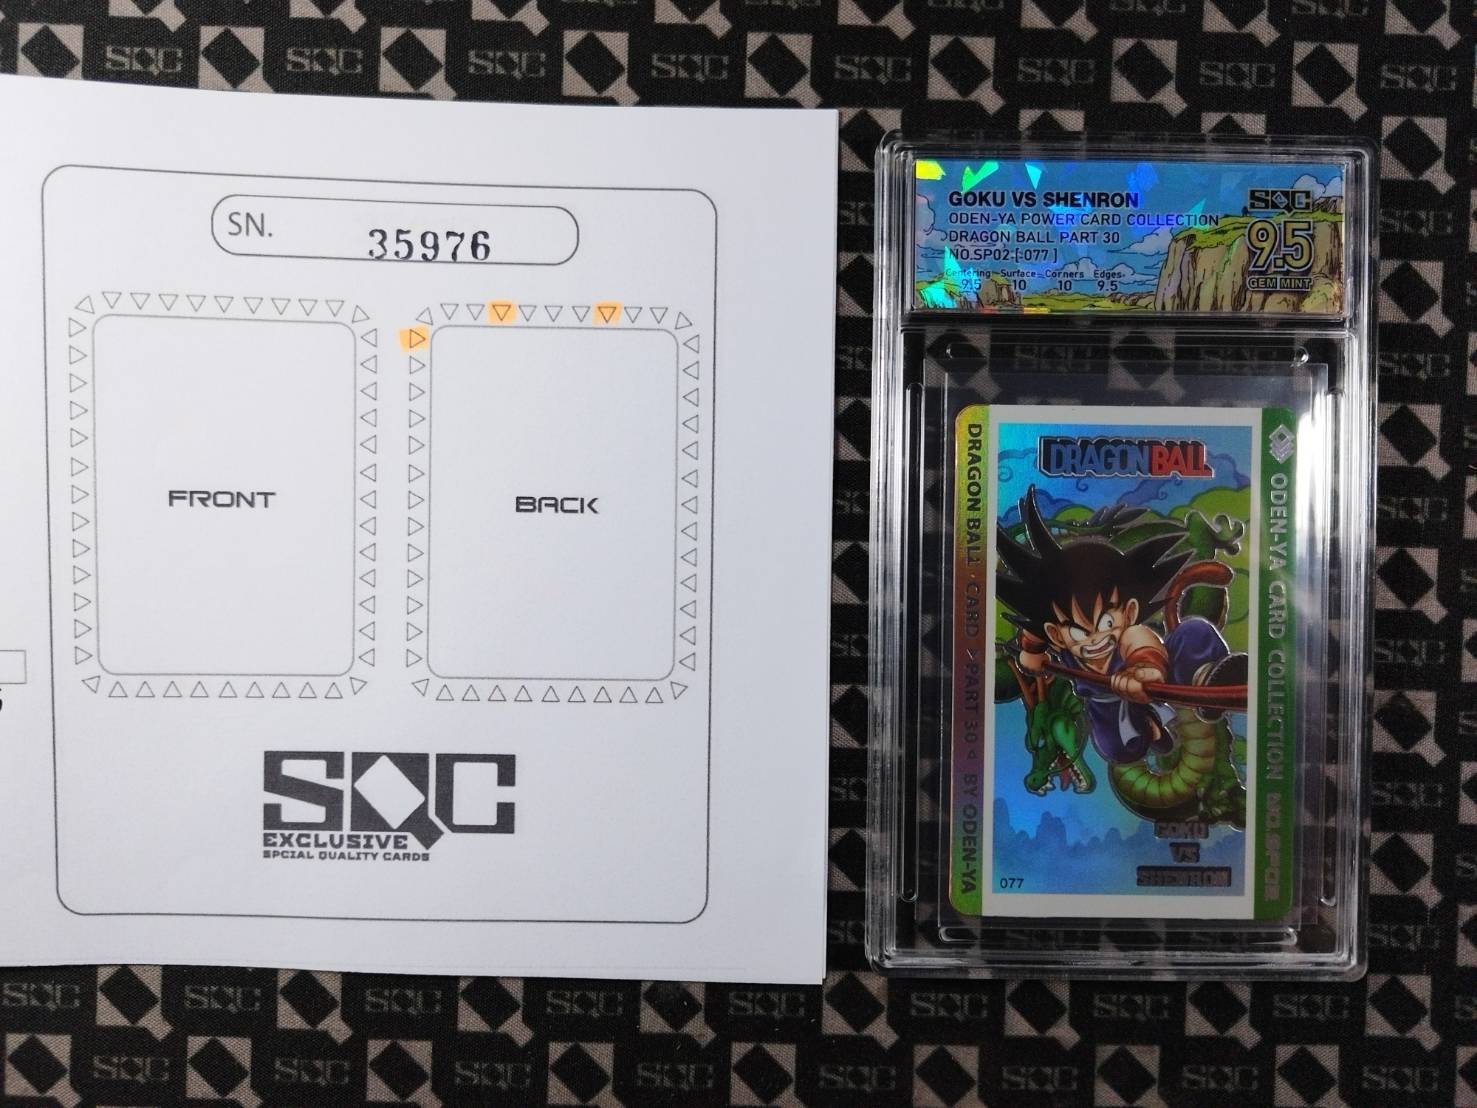 SN. 35976
FRONT
BACK
SQC
EXCLUSIVE
SPCIAL QUALITY CARDS
GOKU VS SHENRON
ODEN-YA POWER CARD COLLECTION
DRAGON BALL PART 30
NO.SP02 [:077 ]
Centering Surface Corners Edges
9.5 10 10 9.5
SQC
9.5
GEM MINT
DRAGON BALL
DRAGON BALL · CARD > PART 30 < BY ODEN-YA
ODEN-YA CARD COLLECTION NO.SP02
GOKU
VS
SHENRON
077